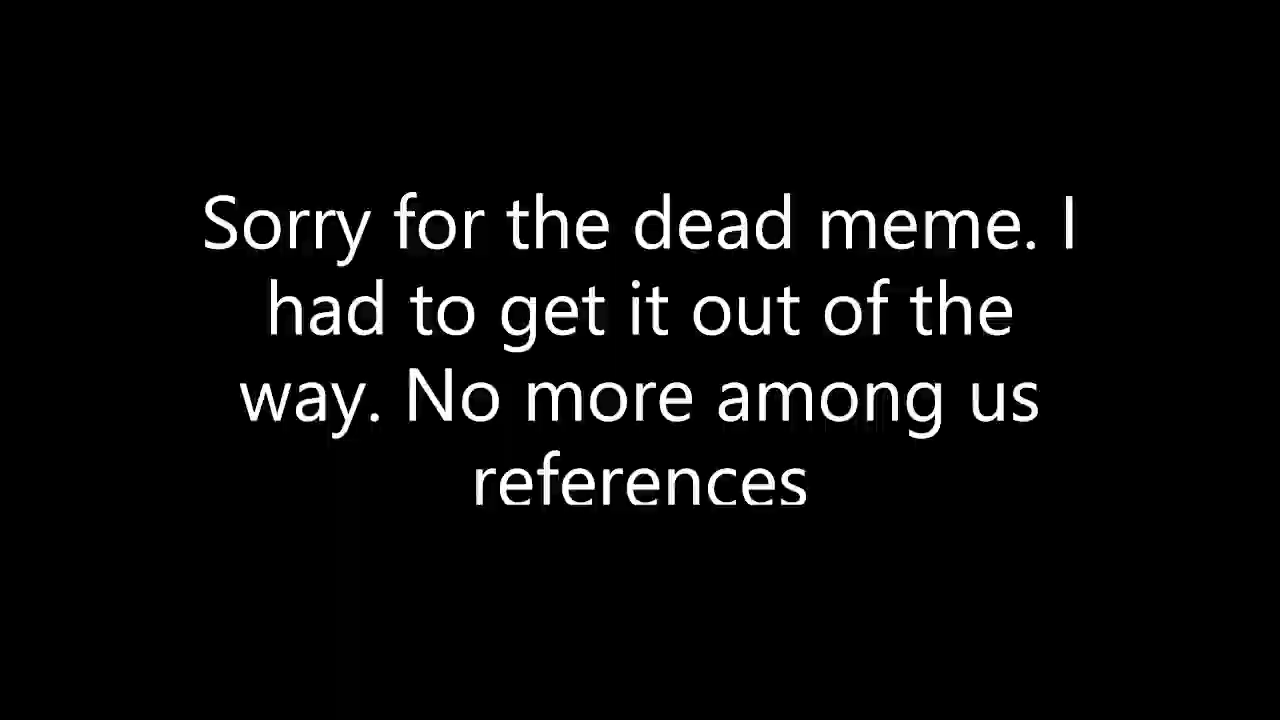 Sorry for the dead meme. I
had to get it out of the
way. No more among us
references